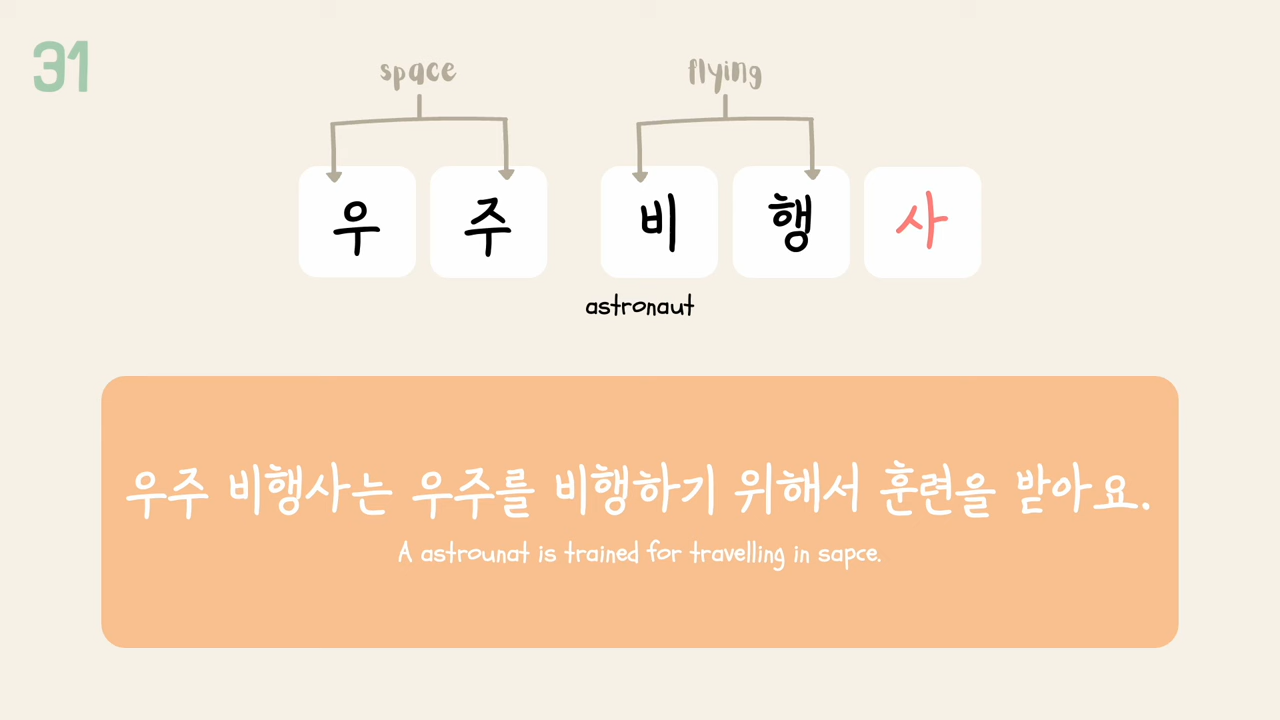 31
space flying
우주 비행사
astronaut
우주 비행사는 우주를 비행하기 위해서 훈련을 받아요.
A astrounat is trained for travelling in sapce.